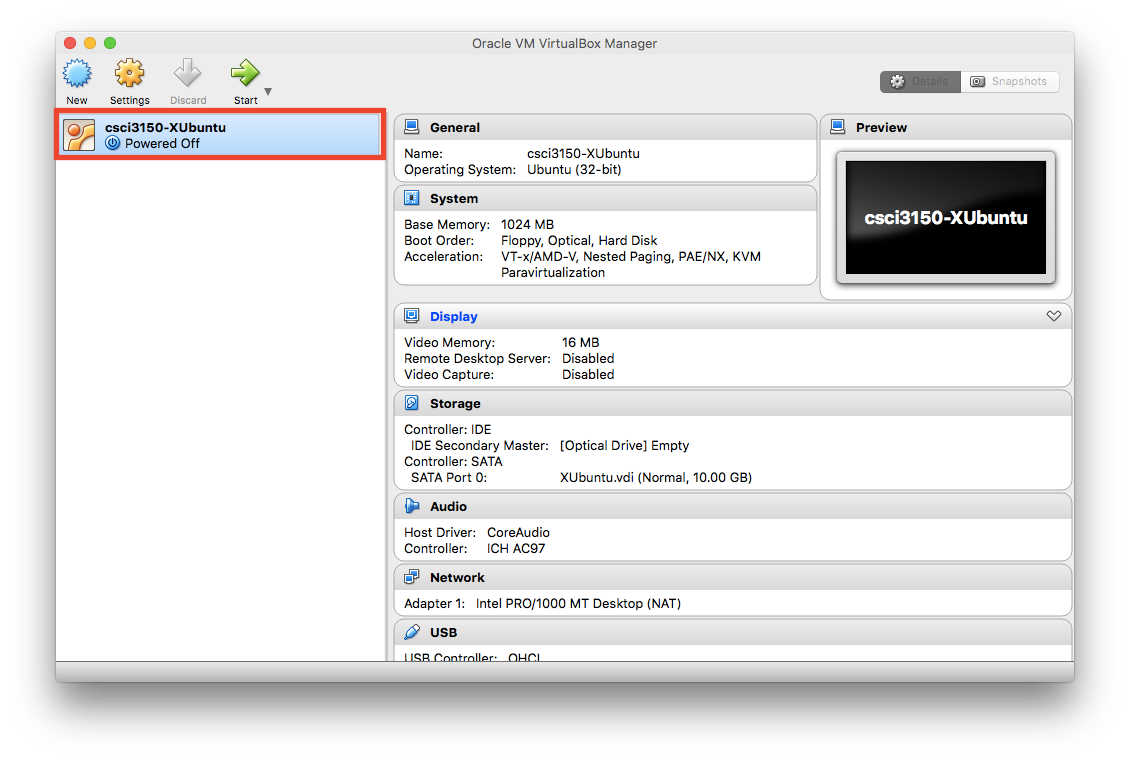 Oracle VM VirtualBox Manager
New
Settings
Discard
Start
Details
Snapshots
csci3150-XUbuntu
Powered Off
General
Name: csci3150-XUbuntu
Operating System: Ubuntu (32-bit)
Preview
csci3150-XUbuntu
System
Base Memory: 1024 MB
Boot Order: Floppy, Optical, Hard Disk
Acceleration: VT-x/AMD-V, Nested Paging, PAE/NX, KVM
Paravirtualization
Display
Video Memory: 16 MB
Remote Desktop Server: Disabled
Video Capture: Disabled
Storage
Controller: IDE
IDE Secondary Master: [Optical Drive] Empty
Controller: SATA
SATA Port 0: XUbuntu.vdi (Normal, 10.00 GB)
Audio
Host Driver: CoreAudio
Controller: ICH AC97
Network
Adapter 1: Intel PRO/1000 MT Desktop (NAT)
USB
USB Controller: OHCI